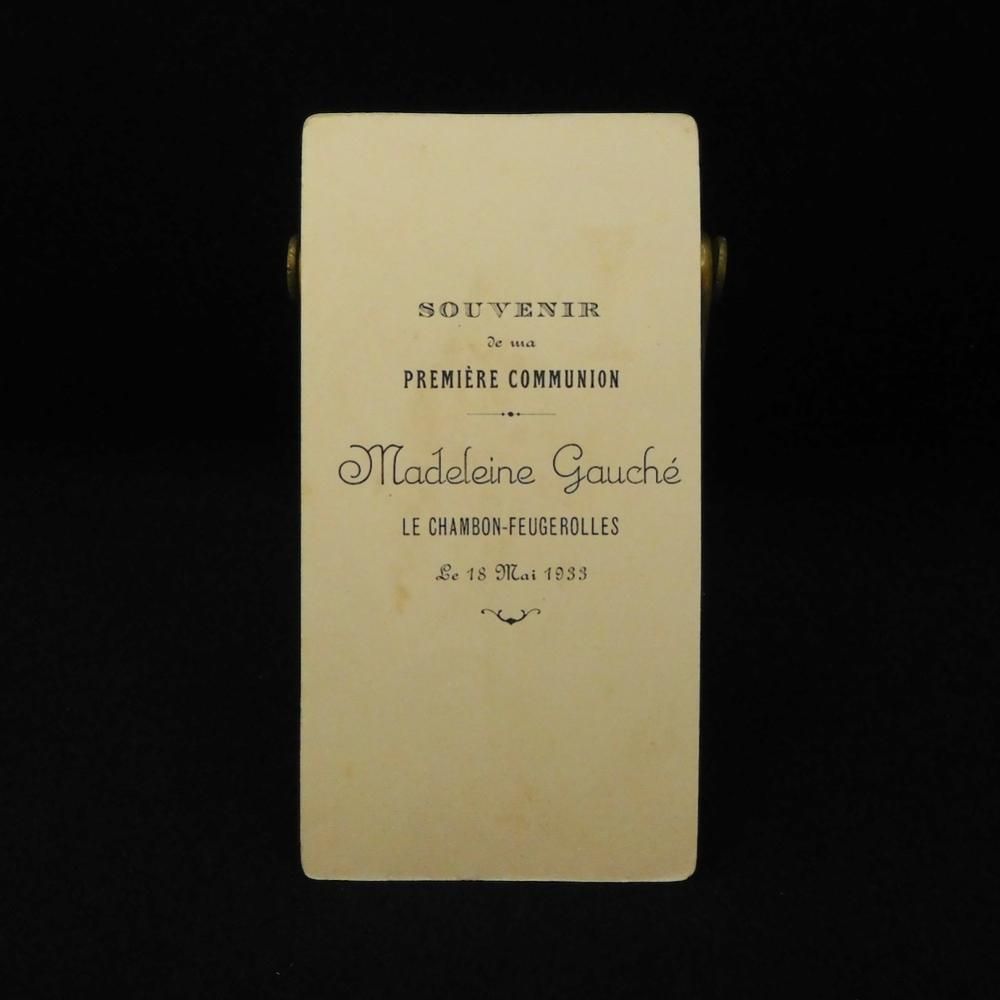 SOUVENIR
de ma
PREMIÈRE COMMUNION
Madeleine Gauché
LE CHAMBON-FEUGEROLLES
Le 18 Mai 1933